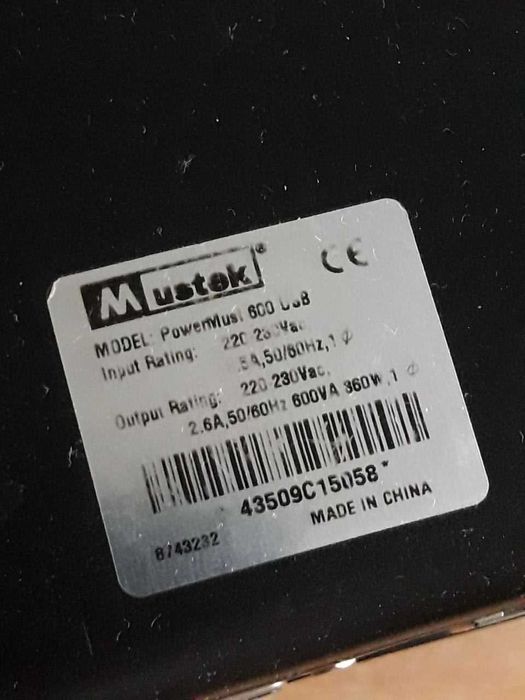 Mustek®
CE
MODEL: PowerMust 600 USB
Input Rating: 220 230Vac,
5A,50/60Hz,1 ϕ
Output Rating: 220 230Vac,
2.6A,50/60Hz 600VA 360W,1 ϕ
43509C15058*
8743232
MADE IN CHINA